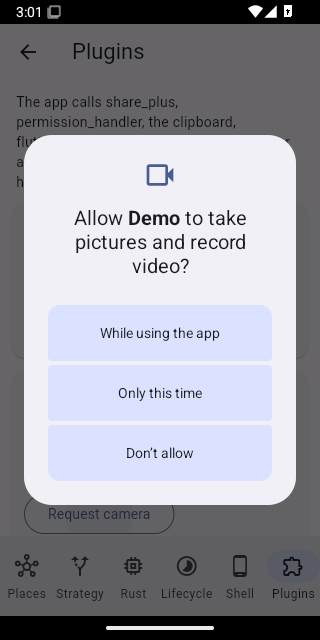 3:01
Plugins
The app calls share_plus,
permission_handler, the clipboard,
Allow Demo to take
pictures and record
video?
While using the app
Only this time
Don't allow
Request camera
Places Strategy Rust Lifecycle Shell Plugins